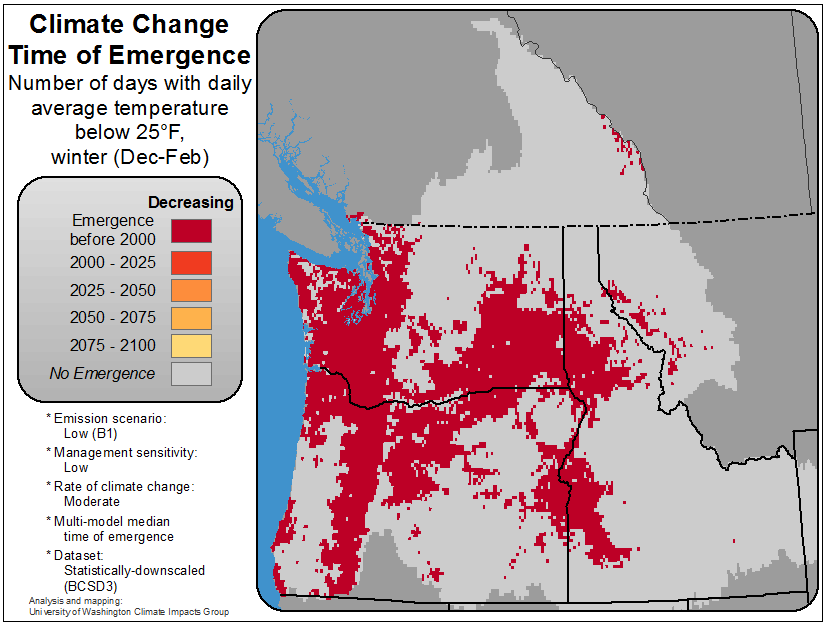 Climate Change
Time of Emergence
Number of days with daily
average temperature
below 25°F,
winter (Dec-Feb)
Decreasing
Emergence
before 2000
2000 - 2025
2025 - 2050
2050 - 2075
2075 - 2100
No Emergence
* Emission scenario:
Low (B1)
* Management sensitivity:
Low
* Rate of climate change:
Moderate
* Multi-model median
time of emergence
* Dataset:
Statistically-downscaled
(BCSD3)
Analysis and mapping:
University of Washington Climate Impacts Group